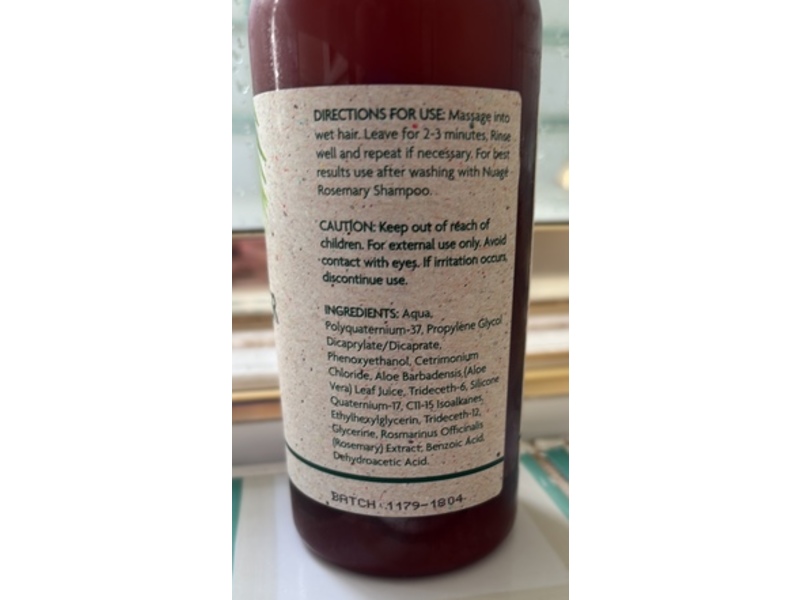 DIRECTIONS FOR USE: Massage into
wet hair. Leave for 2-3 minutes, Rinse
well and repeat if necessary. For best
results use after washing with Nuagé
Rosemary Shampoo.
CAUTION: Keep out of reach of
children. For external use only. Avoid
contact with eyes. If irritation occurs,
discontinue use.
INGREDIENTS: Aqua,
Polyquaternium-37, Propylene Glycol
Dicaprylate/Dicaprate,
Phenoxyethanol, Cetrimonium
Chloride, Aloe Barbadensis (Aloe
Vera) Leaf Juice, Trideceth-6, Silicone
Quaternium-17, C11-15 Isoalkanes,
Ethylhexylglycerin, Trideceth-12,
Glycerine, Rosmarinus Officinalis
(Rosemary) Extract, Benzoic Acid,
Dehydroacetic Acid.
BATCH : 1179-1804